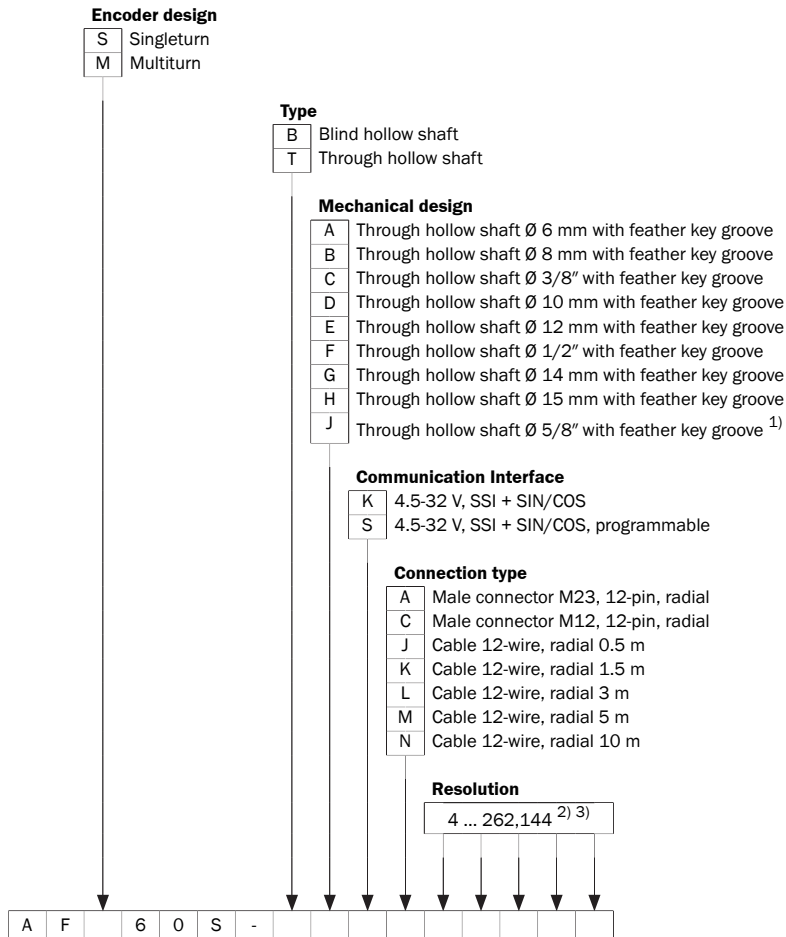 Encoder design
S Singleturn
M Multiturn
Type
B Blind hollow shaft
T Through hollow shaft
Mechanical design
A Through hollow shaft Ø 6 mm with feather key groove
B Through hollow shaft Ø 8 mm with feather key groove
C Through hollow shaft Ø 3/8″ with feather key groove
D Through hollow shaft Ø 10 mm with feather key groove
E Through hollow shaft Ø 12 mm with feather key groove
F Through hollow shaft Ø 1/2″ with feather key groove
G Through hollow shaft Ø 14 mm with feather key groove
H Through hollow shaft Ø 15 mm with feather key groove
J Through hollow shaft Ø 5/8″ with feather key groove 1)
Communication Interface
K 4.5-32 V, SSI + SIN/COS
S 4.5-32 V, SSI + SIN/COS, programmable
Connection type
A Male connector M23, 12-pin, radial
C Male connector M12, 12-pin, radial
J Cable 12-wire, radial 0.5 m
K Cable 12-wire, radial 1.5 m
L Cable 12-wire, radial 3 m
M Cable 12-wire, radial 5 m
N Cable 12-wire, radial 10 m
Resolution
4 ... 262,144 2) 3)
A F 6 0 S -